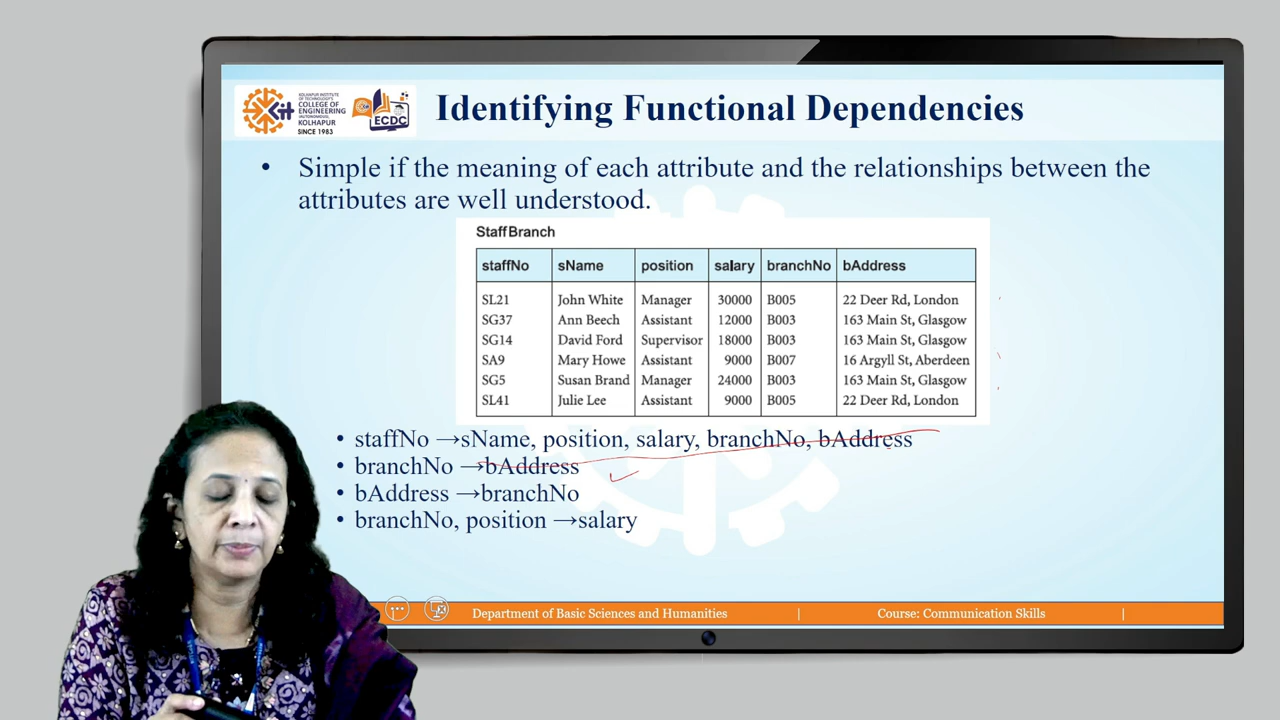 KOLHAPUR INSTITUTE
OF TECHNOLOGY'S
COLLEGE OF
ENGINEERING
(AUTONOMOUS),
KOLHAPUR
SINCE 1983
Kit
ECDC
Identifying Functional Dependencies
• Simple if the meaning of each attribute and the relationships between the
attributes are well understood.
StaffBranch
staffNo sName position salary branchNo bAddress
SL21 John White Manager 30000 B005 22 Deer Rd, London
SG37 Ann Beech Assistant 12000 B003 163 Main St, Glasgow
SG14 David Ford Supervisor 18000 B003 163 Main St, Glasgow
SA9 Mary Howe Assistant 9000 B007 16 Argyll St, Aberdeen
SG5 Susan Brand Manager 24000 B003 163 Main St, Glasgow
SL41 Julie Lee Assistant 9000 B005 22 Deer Rd, London
• staffNo →sName, position, salary, branchNo, bAddress
• branchNo →bAddress
• bAddress →branchNo
• branchNo, position →salary
Department of Basic Sciences and Humanities | Course: Communication Skills |